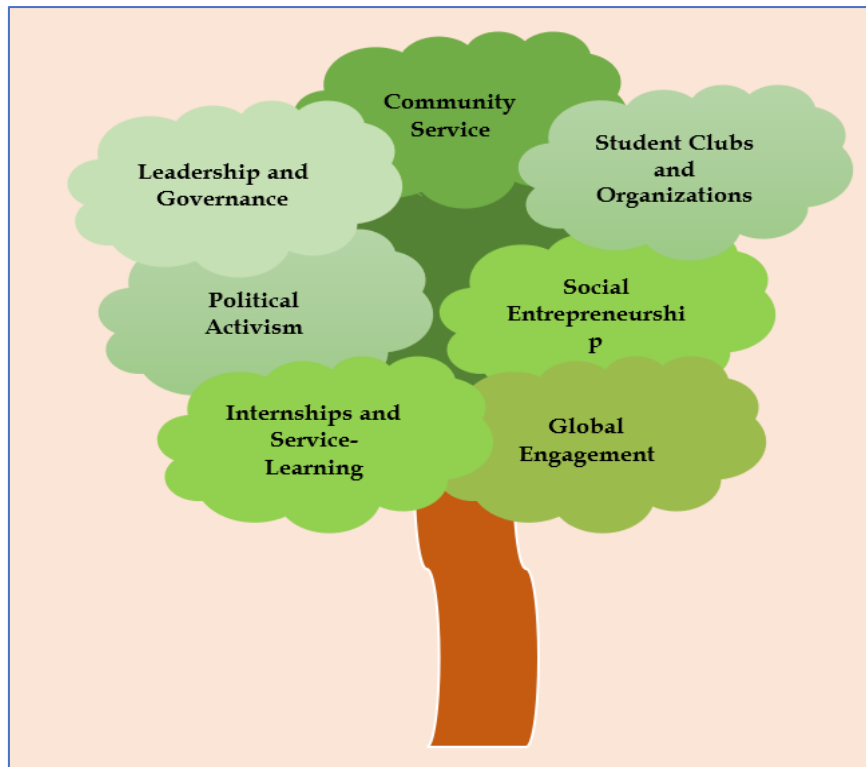 Community
Service
Leadership and
Governance
Student Clubs
and
Organizations
Political
Activism
Social
Entrepreneurshi
p
Internships and
Service-
Learning
Global
Engagement